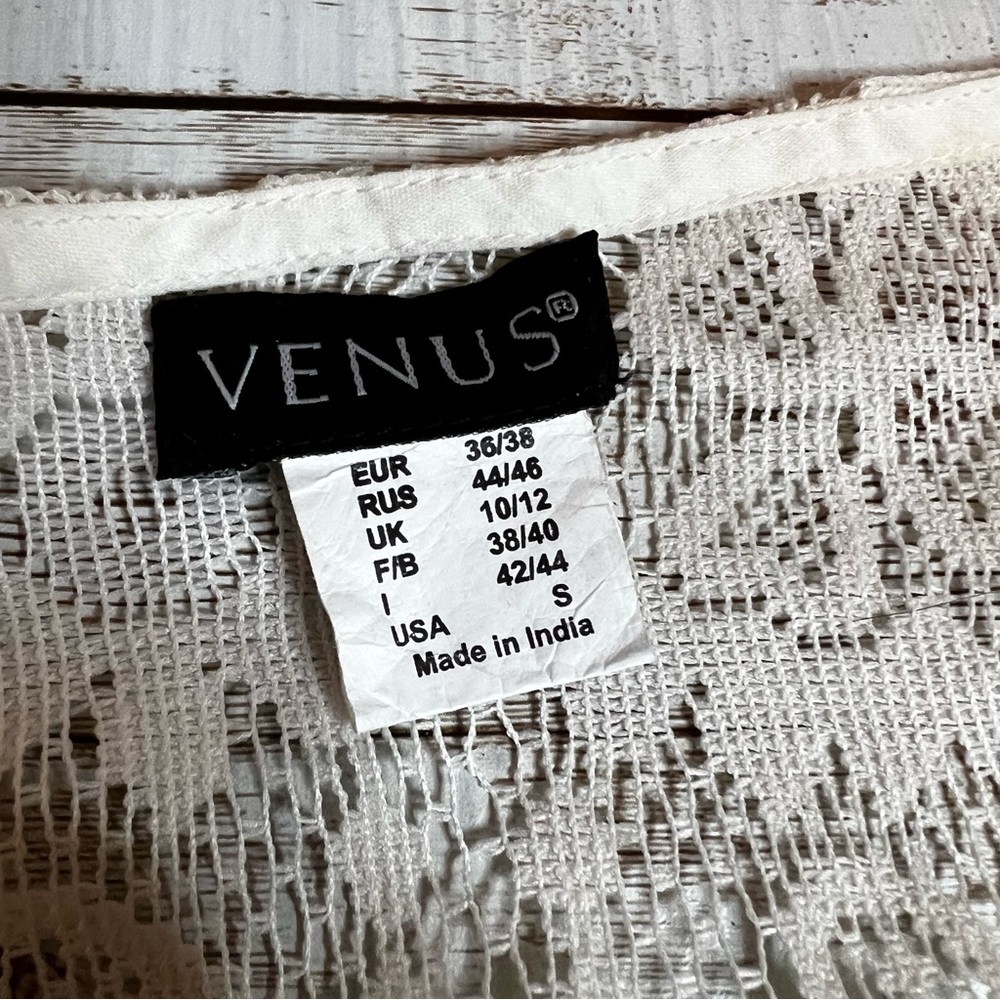 VENUS®
EUR 36/38
RUS 44/46
UK 10/12
F/B 38/40
I 42/44
USA S
Made in India